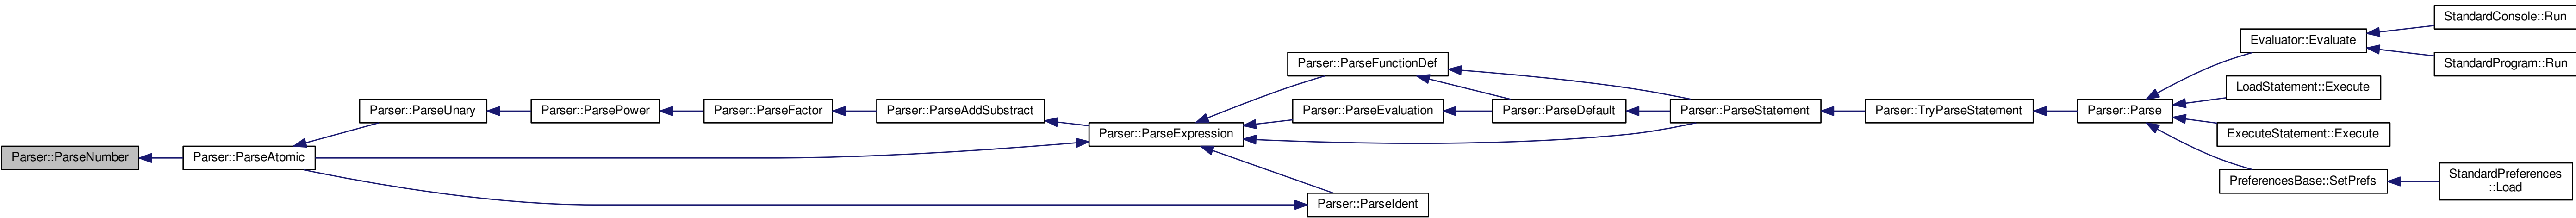 Parser::ParseNumber
Parser::ParseAtomic
Parser::ParseUnary
Parser::ParsePower
Parser::ParseFactor
Parser::ParseAddSubstract
Parser::ParseExpression
Parser::ParseFunctionDef
Parser::ParseEvaluation
Parser::ParseIdent
Parser::ParseDefault
Parser::ParseStatement
Parser::TryParseStatement
Parser::Parse
Evaluator::Evaluate
LoadStatement::Execute
ExecuteStatement::Execute
PreferencesBase::SetPrefs
StandardConsole::Run
StandardProgram::Run
StandardPreferences
::Load